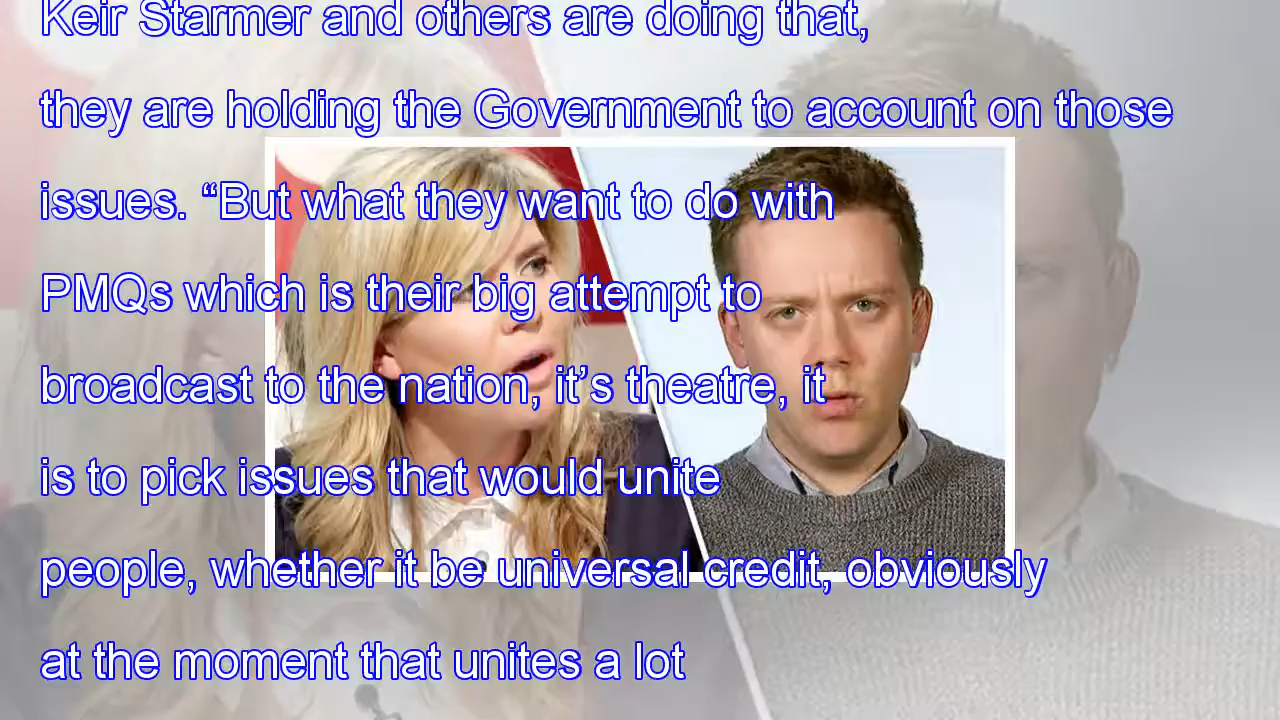 Keir Starmer and others are doing that,
they are holding the Government to account on those
issues. “But what they want to do with
PMQs which is their big attempt to
broadcast to the nation, it’s theatre, it
is to pick issues that would unite
people, whether it be universal credit, obviously
at the moment that unites a lot